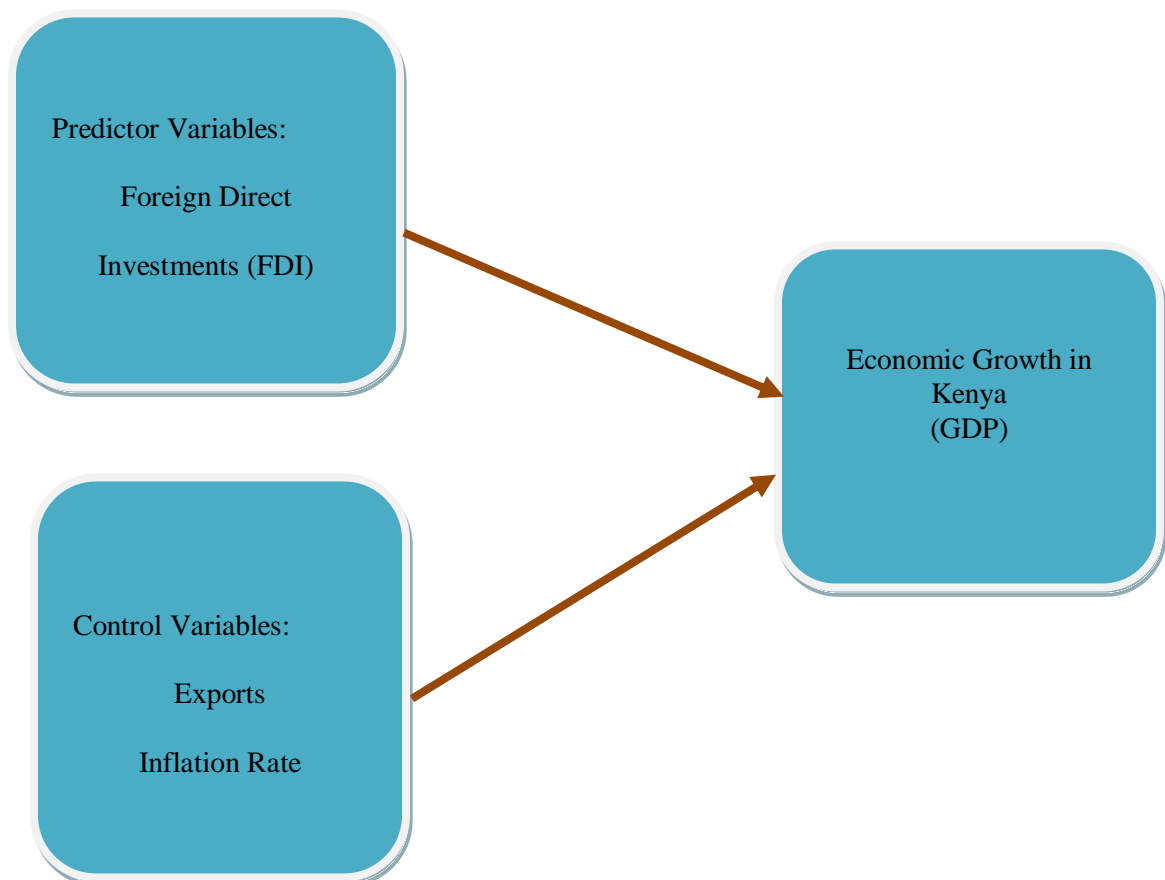 Predictor Variables:
Foreign Direct
Investments (FDI)
Economic Growth in
Kenya
(GDP)
Control Variables:
Exports
Inflation Rate